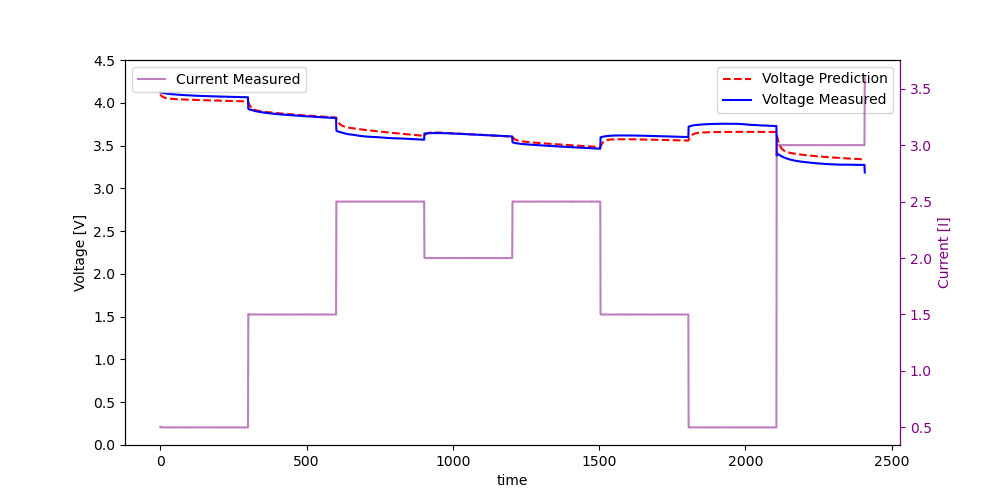 Current Measured
Voltage Prediction
Voltage Measured
4.5
4.0
3.5
3.0
2.5
2.0
1.5
1.0
0.5
0.0
Voltage [V]
3.5
3.0
2.5
2.0
1.5
1.0
0.5
Current [I]
0 500 1000 1500 2000 2500
time